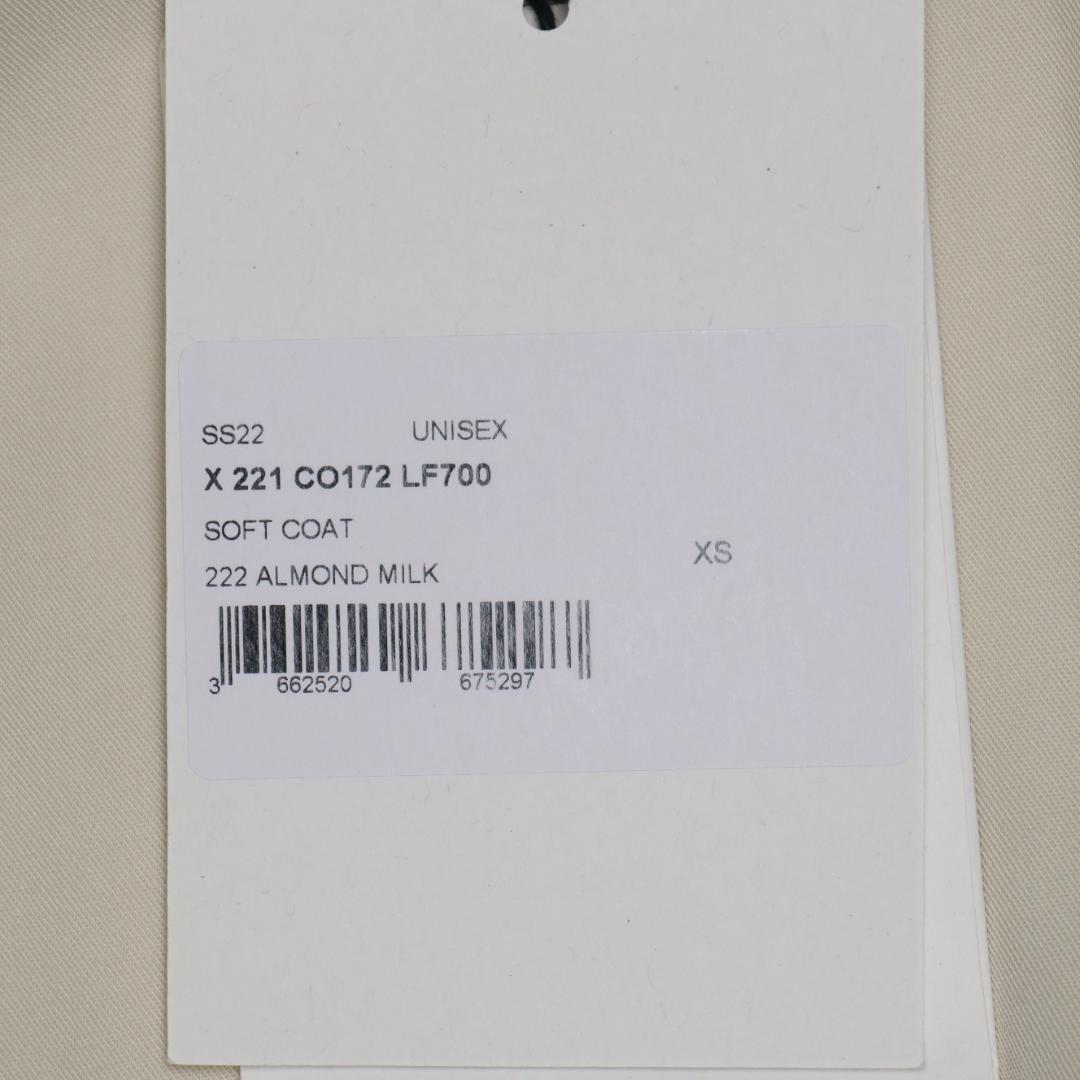 SS22 UNISEX
X 221 CO172 LF700
SOFT COAT
XS
222 ALMOND MILK
3 662520 675297